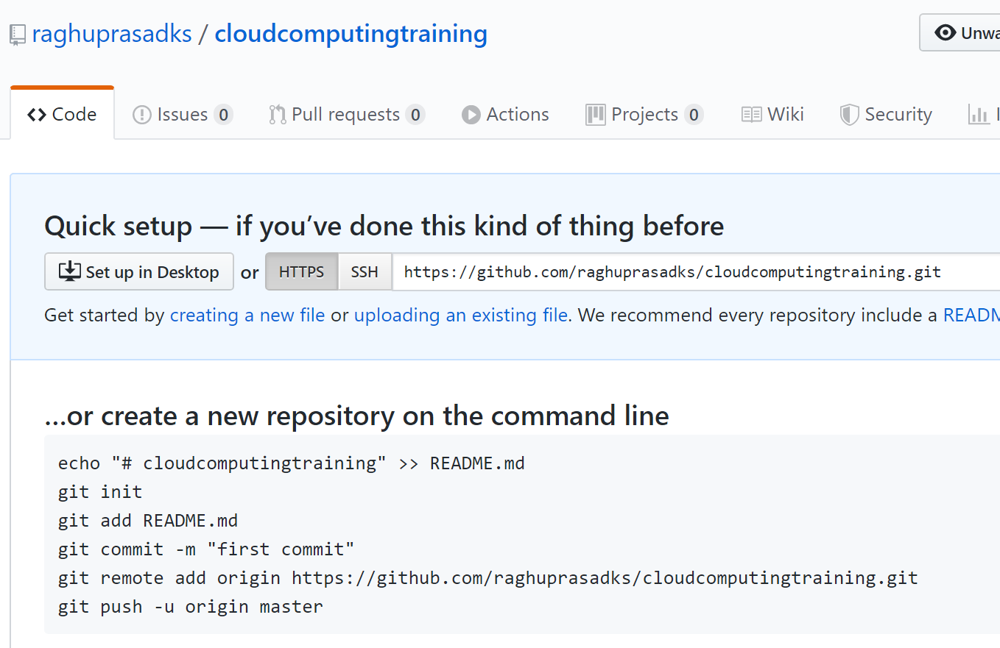 raghuprasadks / cloudcomputingtraining
Code Issues 0 Pull requests 0 Actions Projects 0 Wiki Security
Quick setup — if you’ve done this kind of thing before
Set up in Desktop or HTTPS SSH https://github.com/raghuprasadks/cloudcomputingtraining.git
Get started by creating a new file or uploading an existing file. We recommend every repository include a
…or create a new repository on the command line
echo "# cloudcomputingtraining" >> README.md
git init
git add README.md
git commit -m "first commit"
git remote add origin https://github.com/raghuprasadks/cloudcomputingtraining.git
git push -u origin master